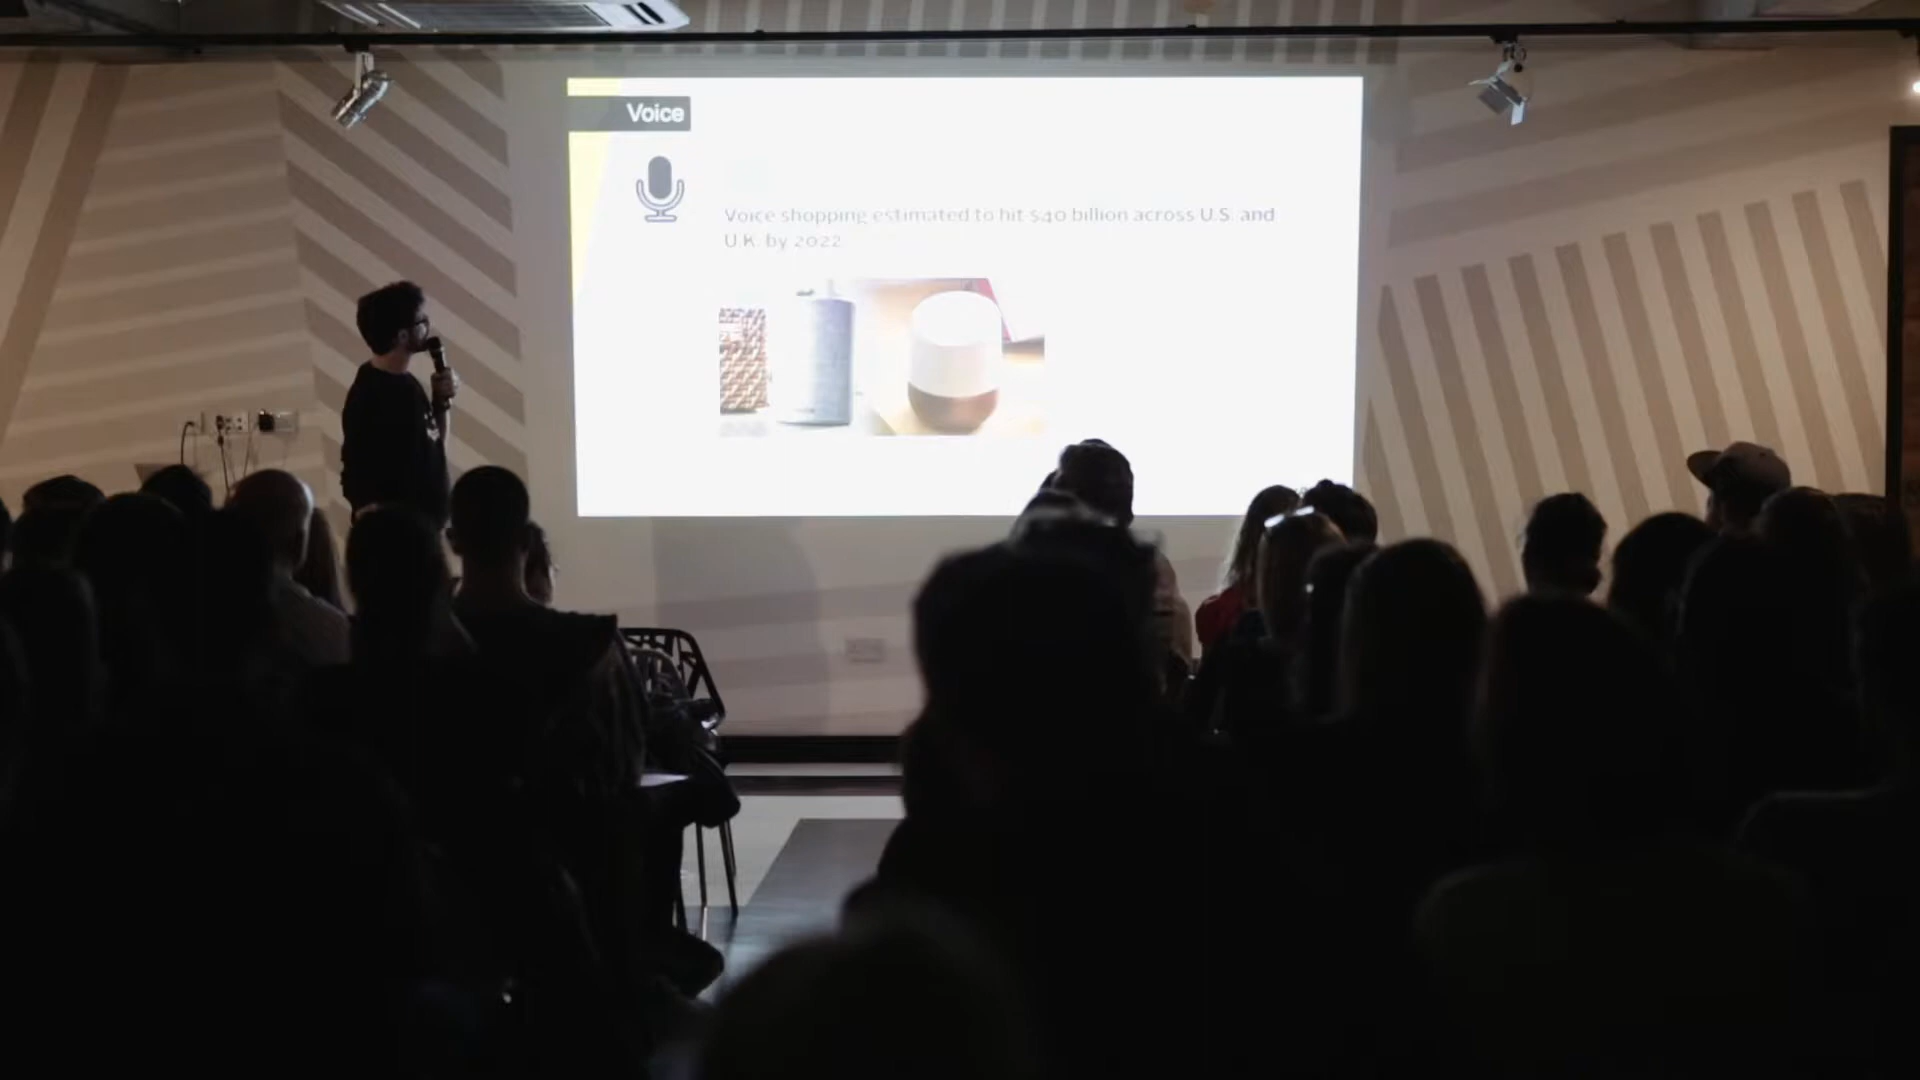 Voice
Voice shopping estimated to hit $40 billion across U.S. and
U.K. by 2022